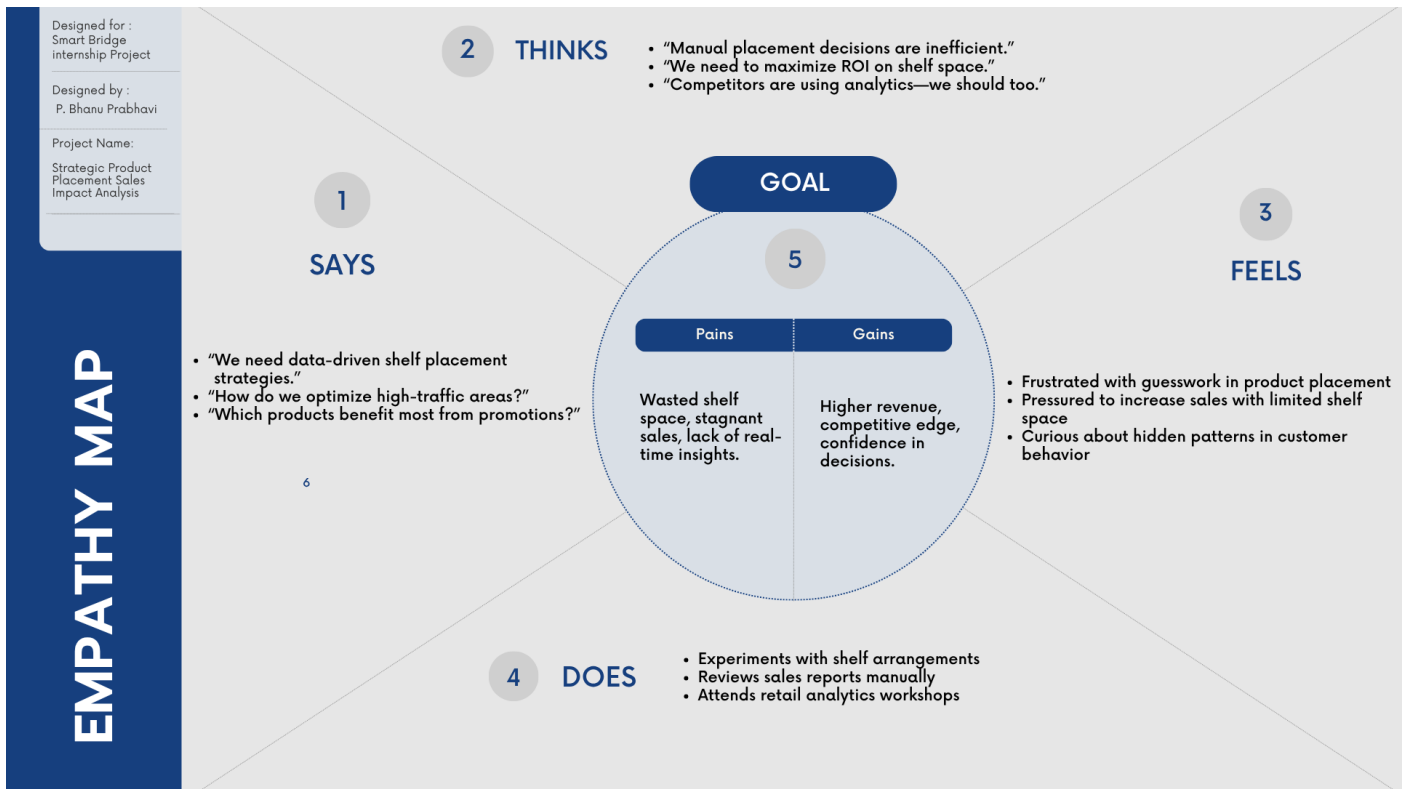 Designed for :
Smart Bridge
internship Project
Designed by :
P. Bhanu Prabhavi
Project Name:
Strategic Product
Placement Sales
Impact Analysis
EMPATHY MAP
1
SAYS
• “We need data-driven shelf placement
strategies.”
• “How do we optimize high-traffic areas?”
• “Which products benefit most from promotions?”
6
2
THINKS
• “Manual placement decisions are inefficient.”
• “We need to maximize ROI on shelf space.”
• “Competitors are using analytics—we should too.”
GOAL
5
Pains
Gains
Wasted shelf
space, stagnant
sales, lack of real-
time insights.
Higher revenue,
competitive edge,
confidence in
decisions.
3
FEELS
• Frustrated with guesswork in product placement
• Pressured to increase sales with limited shelf
space
• Curious about hidden patterns in customer
behavior
4
DOES
• Experiments with shelf arrangements
• Reviews sales reports manually
• Attends retail analytics workshops